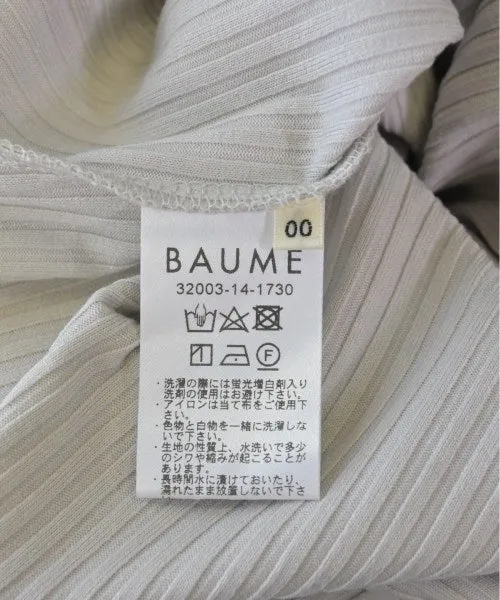 00
BAUME
32003-14-1730
F
・洗濯の際には蛍光増白剤入り
洗剤の使用はお避け下さい。
・アイロンは当て布をご使用下
さい。
・色物と白物を一緒に洗濯しな
いで下さい。
・生地の性質上、水洗いで多少
のシワや縮みが起こることが
あります。
・長時間水に漬けておいたり、
濡れたまま放置しないで下さ